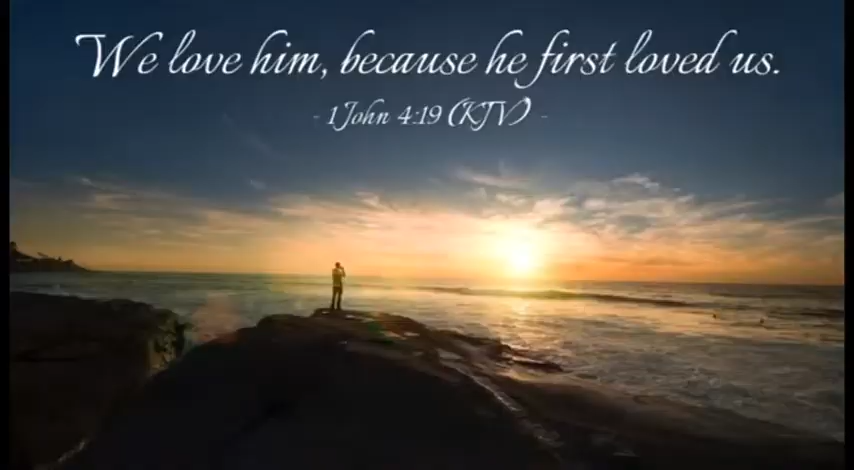 We love him, because he first loved us.
- 1 John 4:19 (KJV) -